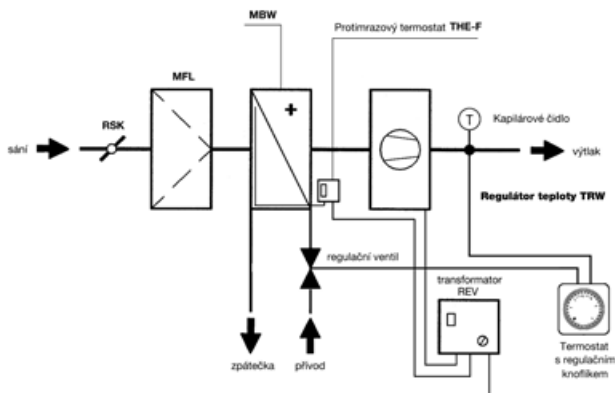 MBW
Protimrazový termostat THE-F
MFL
RSK
T
Kapilárové čidlo
sání
+
výtlak
Regulátor teploty TRW
regulační ventil
transformator
REV
Termostat
s regulačním
knoflíkem
zpátečka
přívod